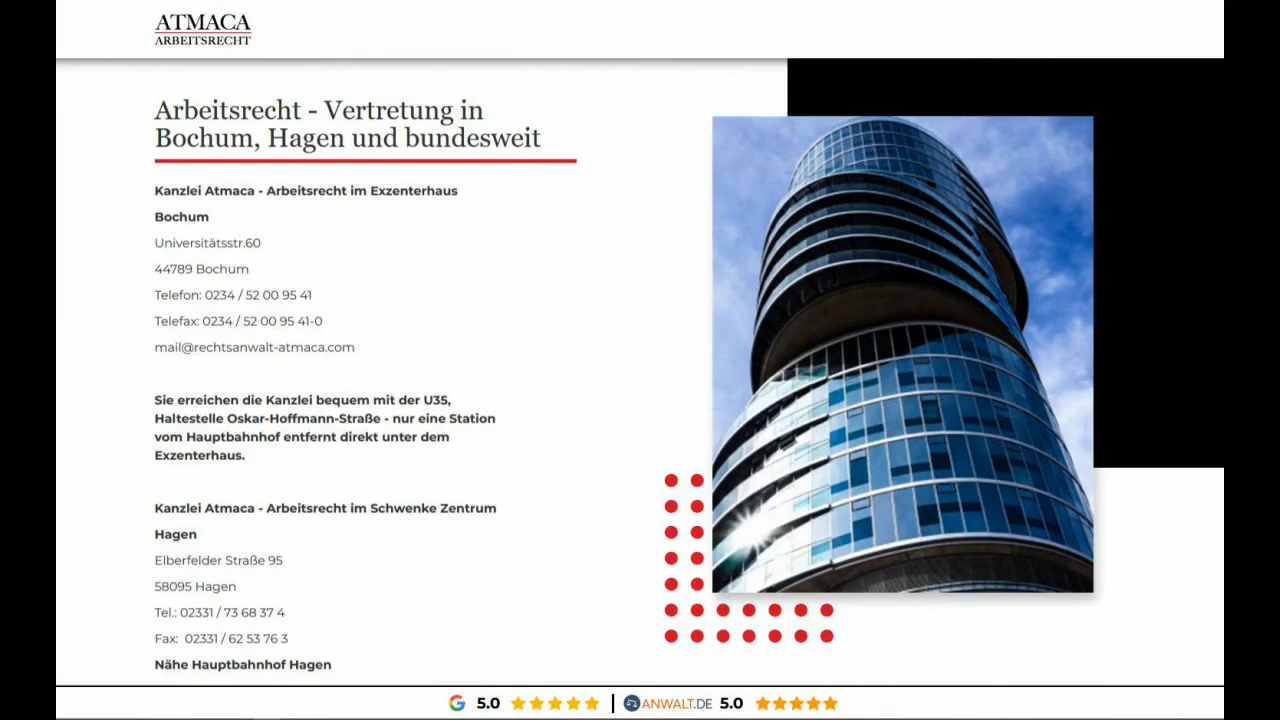 ATMACA
ARBEITSRECHT
Arbeitsrecht - Vertretung in
Bochum, Hagen und bundesweit
Kanzlei Atmaca - Arbeitsrecht im Exzenterhaus
Bochum
Universitätsstr.60
44789 Bochum
Telefon: 0234 / 52 00 95 41
Telefax: 0234 / 52 00 95 41-0
mail@rechtsanwalt-atmaca.com
Sie erreichen die Kanzlei bequem mit der U35,
Haltestelle Oskar-Hoffmann-Straße - nur eine Station
vom Hauptbahnhof entfernt direkt unter dem
Exzenterhaus.
Kanzlei Atmaca - Arbeitsrecht im Schwenke Zentrum
Hagen
Elberfelder Straße 95
58095 Hagen
Tel.: 02331 / 73 68 37 4
Fax: 02331 / 62 53 76 3
Nähe Hauptbahnhof Hagen
G 5.0 | ANWALT.DE 5.0